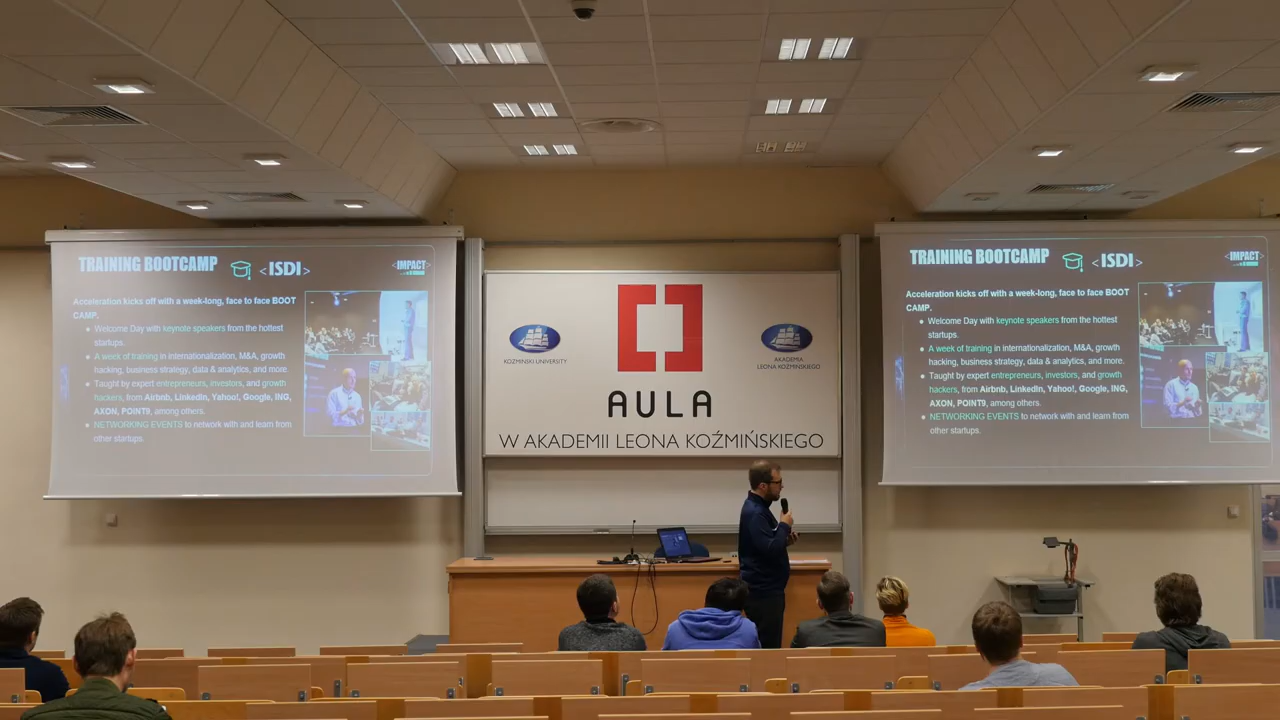 TRAINING BOOTCAMP
<ISDI>
<IMPACT>
Acceleration kicks off with a week-long, face to face BOOT
CAMP.
Welcome Day with keynote speakers from the hottest
startups.
A week of training in internationalization, M&A, growth
hacking, business strategy, data & analytics, and more.
Taught by expert entrepreneurs, investors, and growth
hackers, from Airbnb, LinkedIn, Yahoo!, Google, ING,
AXON, POINT9, among others.
NETWORKING EVENTS to network with and learn from
other startups.
KOZMINSKI UNIVERSITY
AKADEMIA
LEONA KOŹMIŃSKIEGO
AULA
W AKADEMII LEONA KOŹMIŃSKIEGO
TRAINING BOOTCAMP
<ISDI>
<IMPACT>
Acceleration kicks off with a week-long, face to face BOOT
CAMP.
Welcome Day with keynote speakers from the hottest
startups.
A week of training in internationalization, M&A, growth
hacking, business strategy, data & analytics, and more.
Taught by expert entrepreneurs, investors, and growth
hackers, from Airbnb, LinkedIn, Yahoo!, Google, ING,
AXON, POINT9, among others.
NETWORKING EVENTS to network with and learn from
other startups.